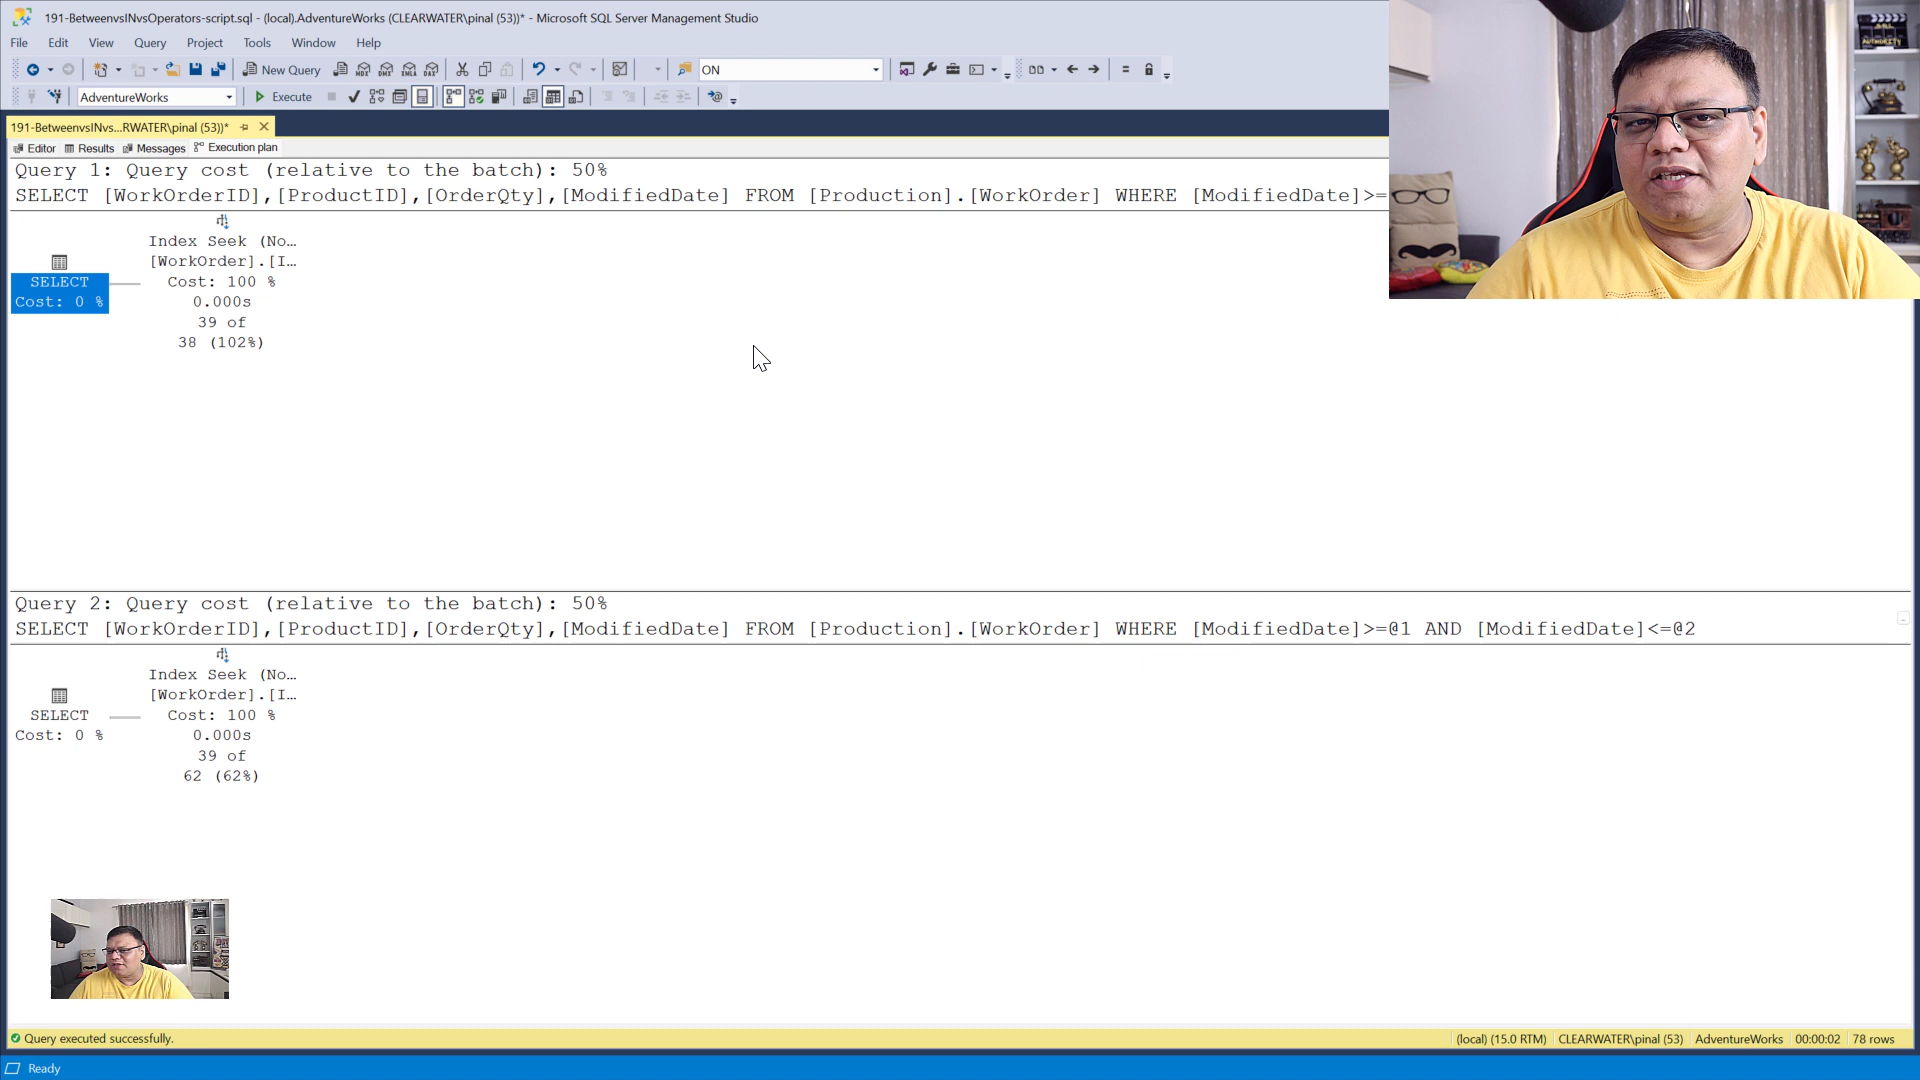 191-BetweenvsINvsOperators-script.sql - (local).AdventureWorks (CLEARWATER\pinal (53))* - Microsoft SQL Server Management Studio
File Edit View Query Project Tools Window Help
New Query MDX DMX XMLA DAX ON
AdventureWorks Execute
191-BetweenvsINvs...RWATER\pinal (53))*
Editor Results Messages Execution plan
Query 1: Query cost (relative to the batch): 50%
SELECT [WorkOrderID],[ProductID],[OrderQty],[ModifiedDate] FROM [Production].[WorkOrder] WHERE [ModifiedDate]>=
Index Seek (No...
[WorkOrder].[I...
SELECT
Cost: 0 %
Cost: 100 %
0.000s
39 of
38 (102%)
Query 2: Query cost (relative to the batch): 50%
SELECT [WorkOrderID],[ProductID],[OrderQty],[ModifiedDate] FROM [Production].[WorkOrder] WHERE [ModifiedDate]>=@1 AND [ModifiedDate]<=@2
Index Seek (No...
[WorkOrder].[I...
SELECT
Cost: 0 %
Cost: 100 %
0.000s
39 of
62 (62%)
Query executed successfully. (local) (15.0 RTM) CLEARWATER\pinal (53) AdventureWorks 00:00:02 78 rows
Ready